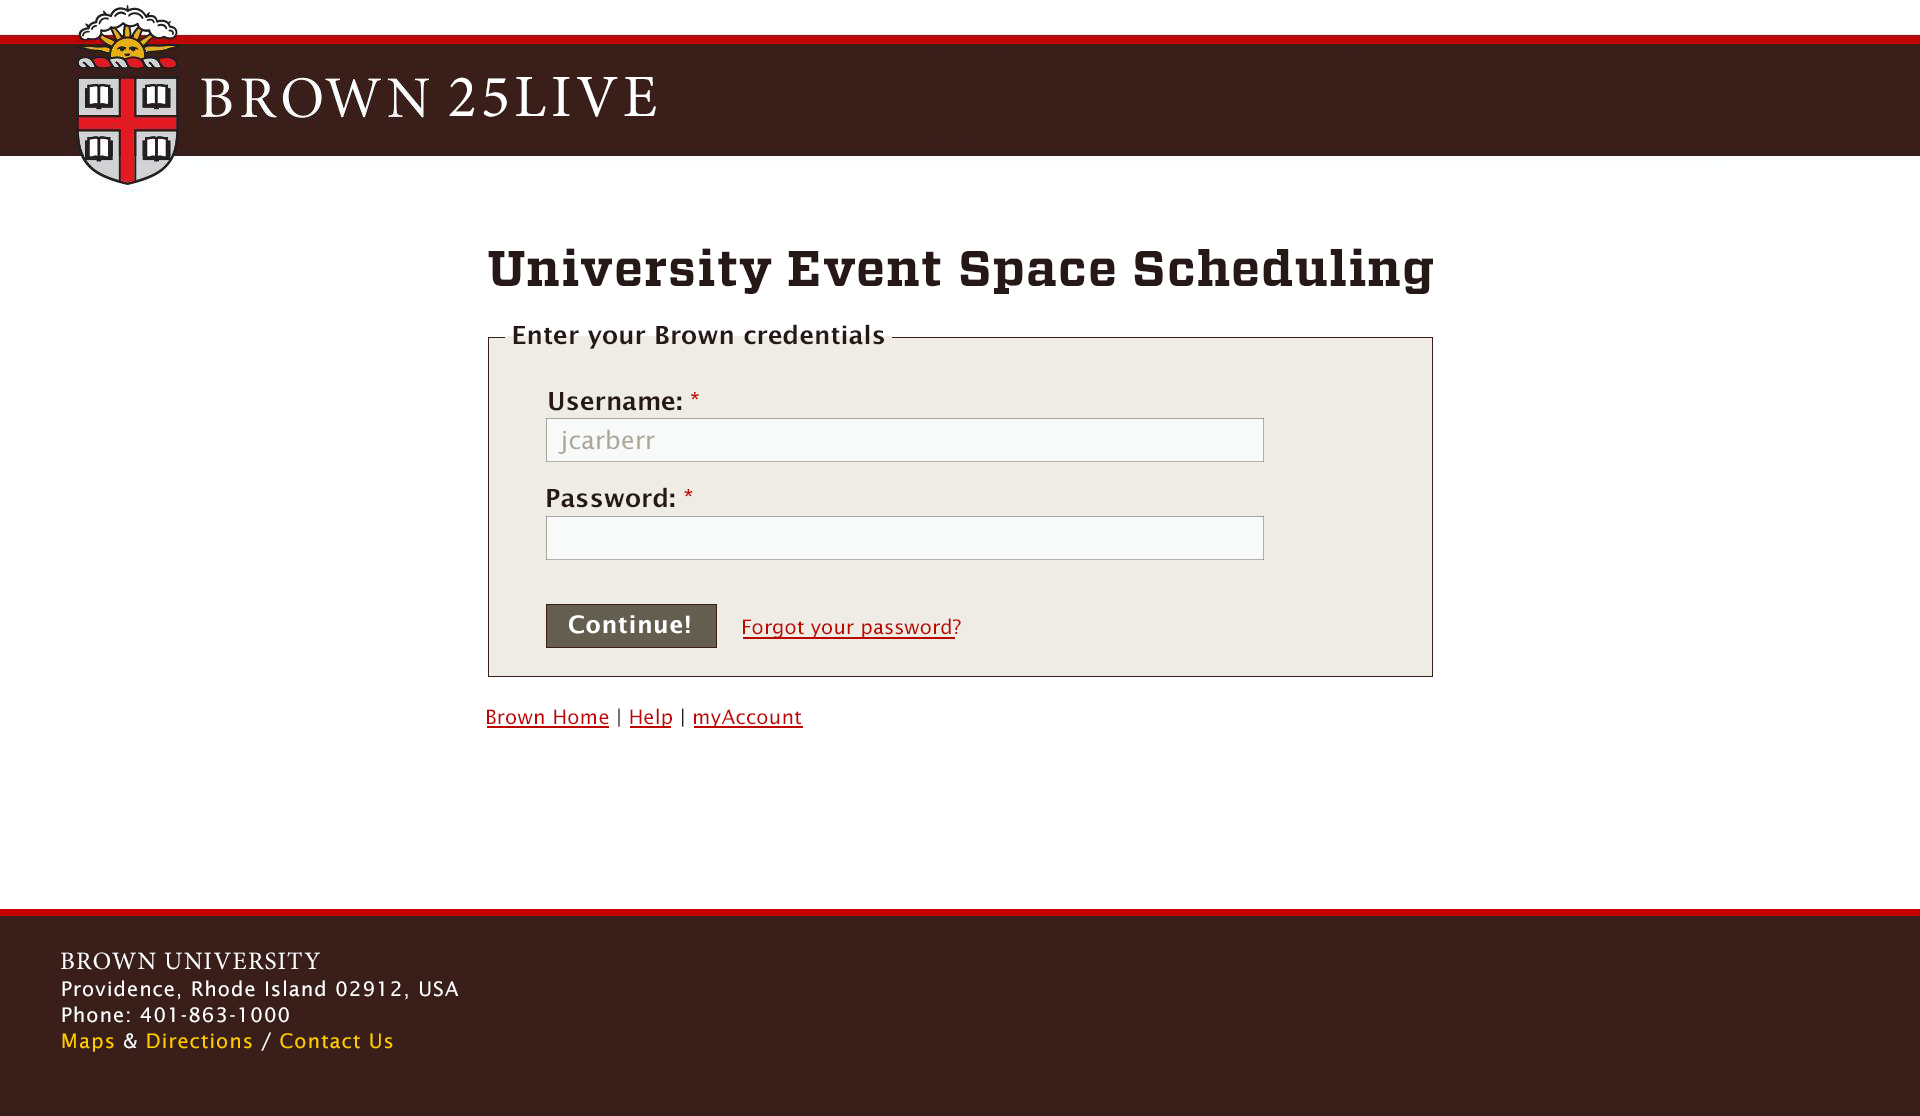 BROWN 25LIVE
University Event Space Scheduling
Enter your Brown credentials
Username: *
jcarberr
Password: *
Continue! Forgot your password?
Brown Home | Help | myAccount
BROWN UNIVERSITY
Providence, Rhode Island 02912, USA
Phone: 401-863-1000
Maps & Directions / Contact Us